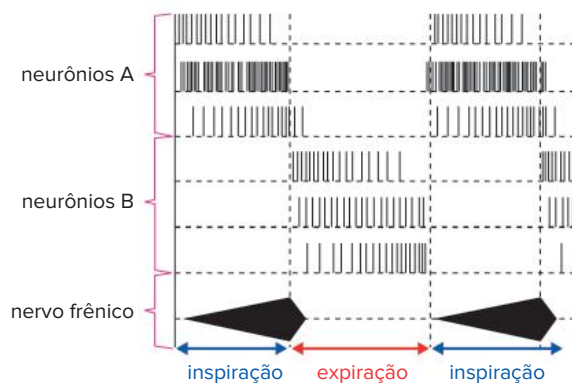 neurônios A
neurônios B
nervo frênico
inspiração expiração inspiração